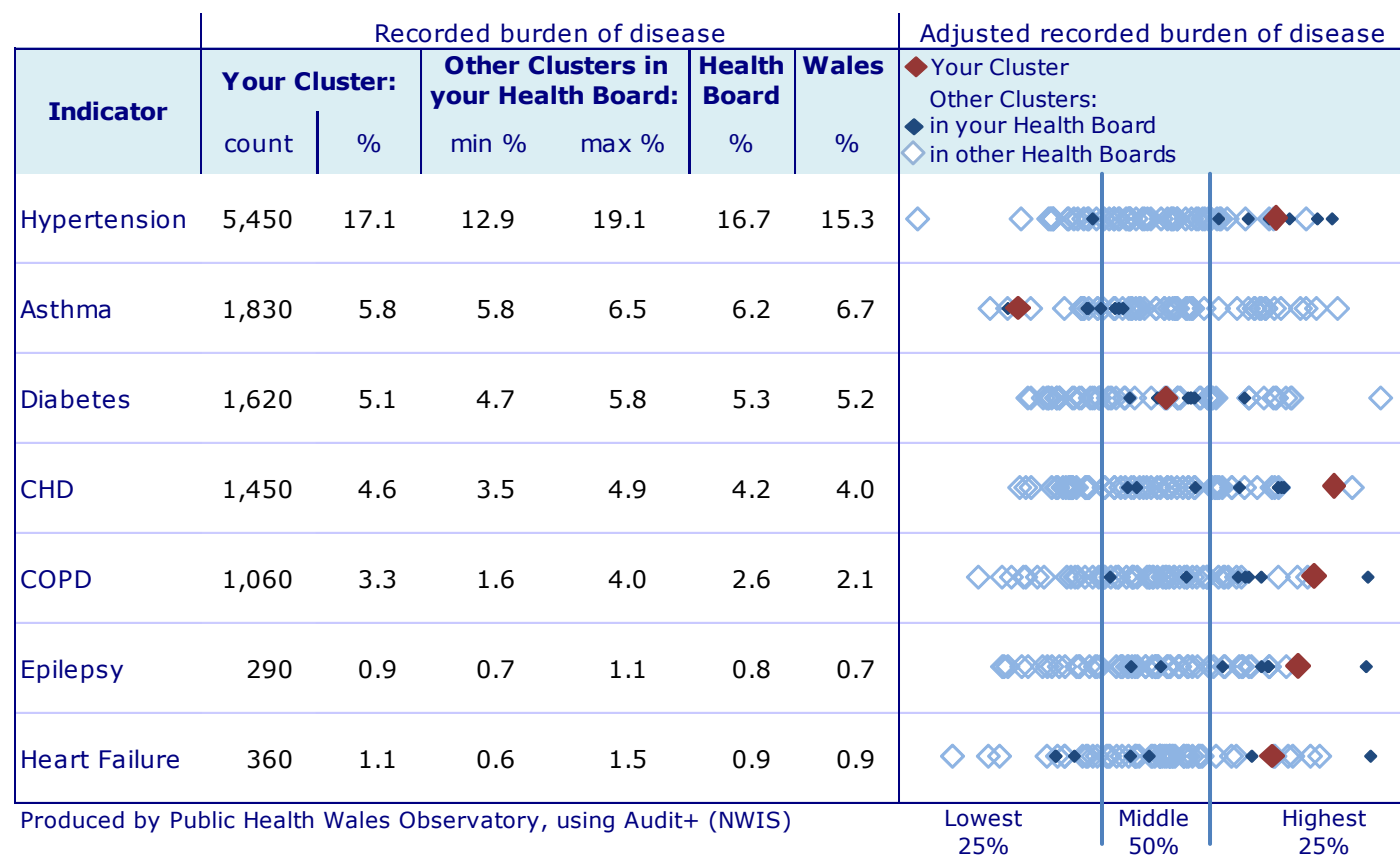 Recorded burden of disease
Adjusted recorded burden of disease
Indicator
Your Cluster:
Other Clusters in
your Health Board:
Health
Board
Wales
count
%
min %
max %
%
%
Your Cluster
Other Clusters:
in your Health Board
in other Health Boards
Hypertension 5,450 17.1 12.9 19.1 16.7 15.3
Asthma 1,830 5.8 5.8 6.5 6.2 6.7
Diabetes 1,620 5.1 4.7 5.8 5.3 5.2
CHD 1,450 4.6 3.5 4.9 4.2 4.0
COPD 1,060 3.3 1.6 4.0 2.6 2.1
Epilepsy 290 0.9 0.7 1.1 0.8 0.7
Heart Failure 360 1.1 0.6 1.5 0.9 0.9
Produced by Public Health Wales Observatory, using Audit+ (NWIS)
Lowest
25%
Middle
50%
Highest
25%